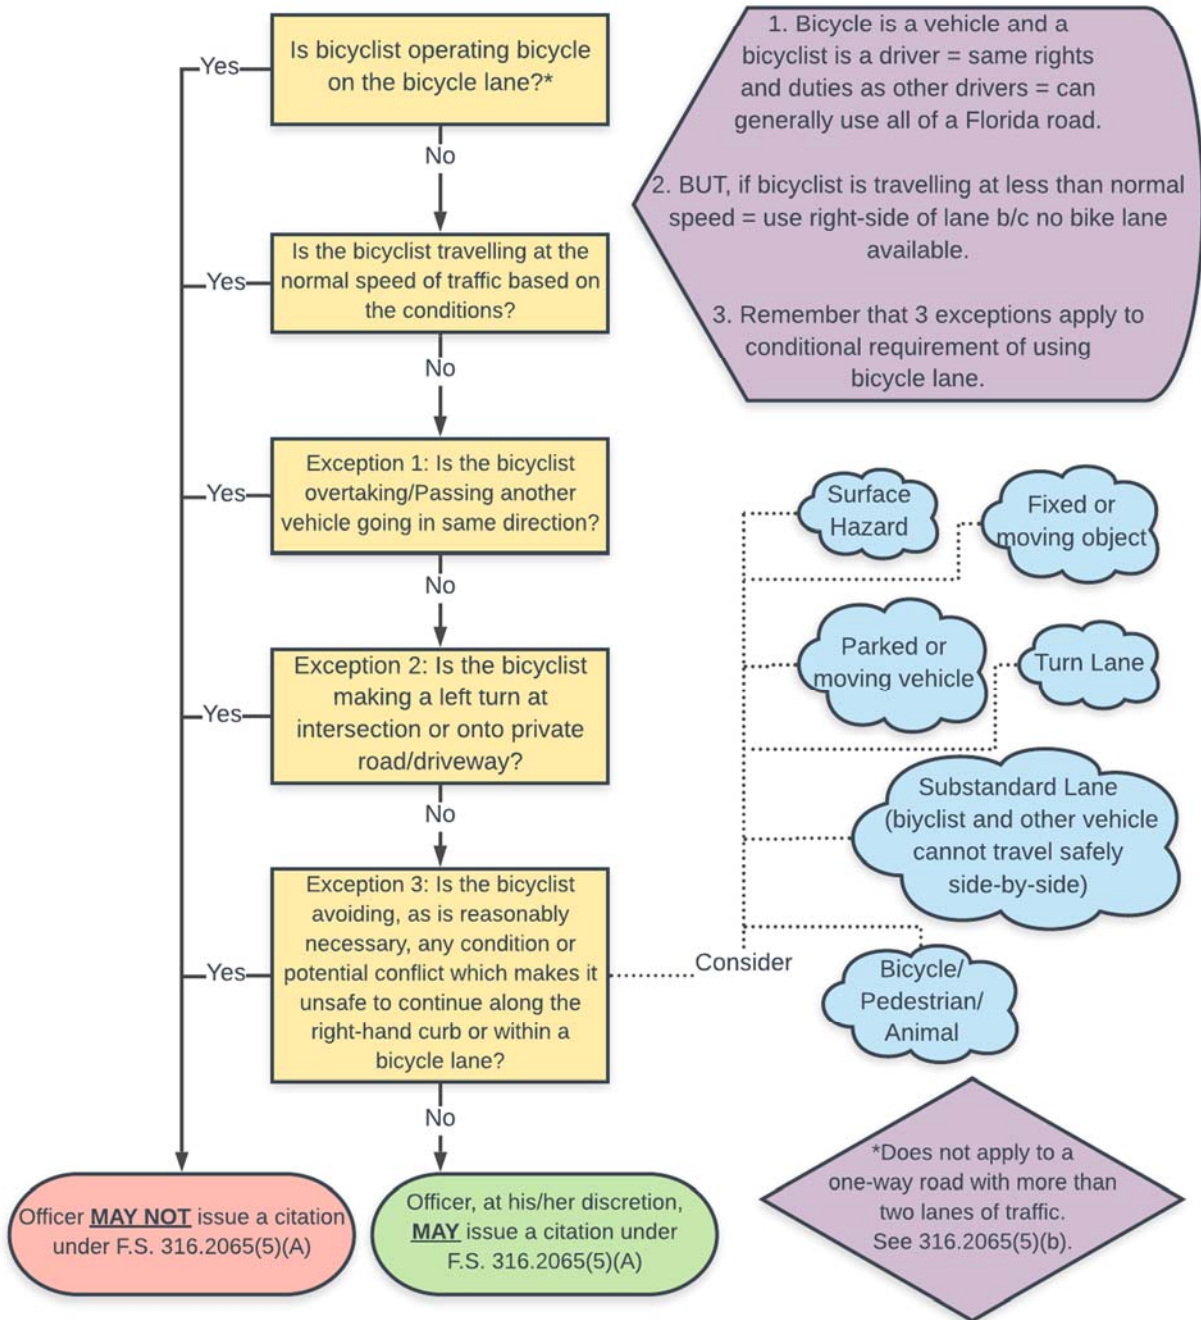 Is bicyclist operating bicycle
on the bicycle lane?*
Yes
No
Is the bicyclist travelling at the
normal speed of traffic based on
the conditions?
Yes
No
Exception 1: Is the bicyclist
overtaking/Passing another
vehicle going in same direction?
Yes
No
Exception 2: Is the bicyclist
making a left turn at
intersection or onto private
road/driveway?
Yes
No
Exception 3: Is the bicyclist
avoiding, as is reasonably
necessary, any condition or
potential conflict which makes it
unsafe to continue along the
right-hand curb or within a
bicycle lane?
Yes
No
Officer MAY NOT issue a citation
under F.S. 316.2065(5)(A)
Officer, at his/her discretion,
MAY issue a citation under
F.S. 316.2065(5)(A)
1. Bicycle is a vehicle and a
bicyclist is a driver = same rights
and duties as other drivers = can
generally use all of a Florida road.
2. BUT, if bicyclist is travelling at less than normal
speed = use right-side of lane b/c no bike lane
available.
3. Remember that 3 exceptions apply to
conditional requirement of using
bicycle lane.
Consider
Surface
Hazard
Fixed or
moving object
Parked or
moving vehicle
Turn Lane
Substandard Lane
(biyclist and other vehicle
cannot travel safely
side-by-side)
Bicycle/
Pedestrian/
Animal
*Does not apply to a
one-way road with more than
two lanes of traffic.
See 316.2065(5)(b).